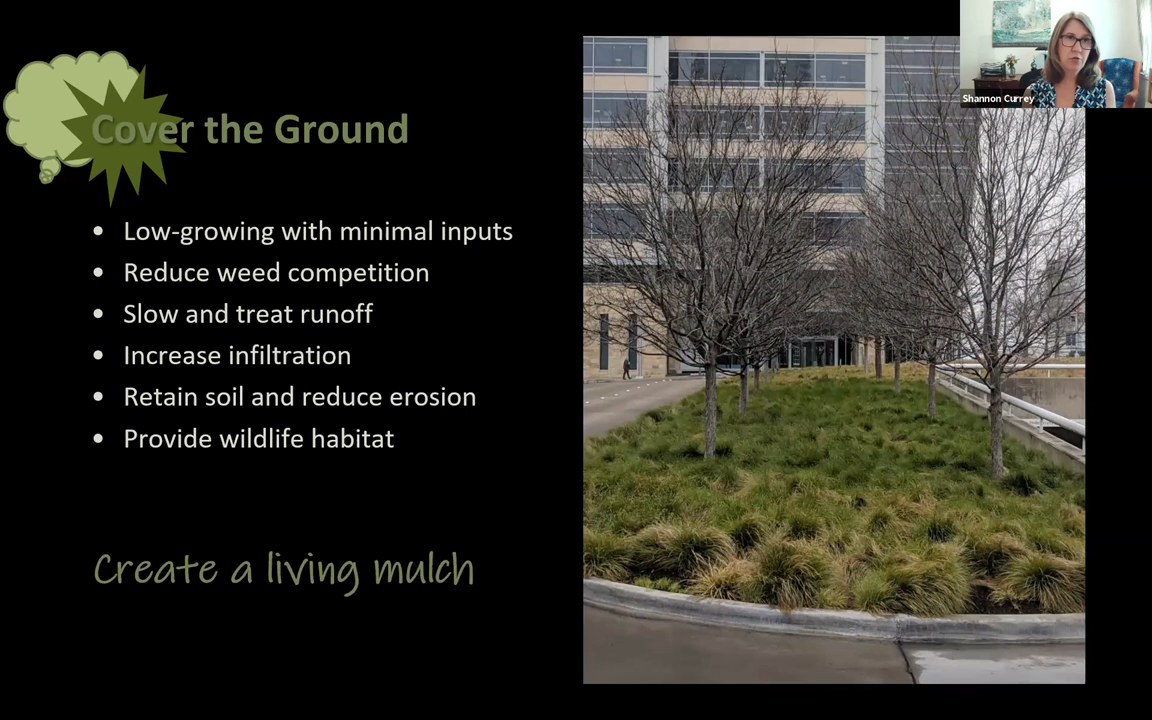 Shannon Currey
Cover the Ground
• Low-growing with minimal inputs
• Reduce weed competition
• Slow and treat runoff
• Increase infiltration
• Retain soil and reduce erosion
• Provide wildlife habitat
Create a living mulch